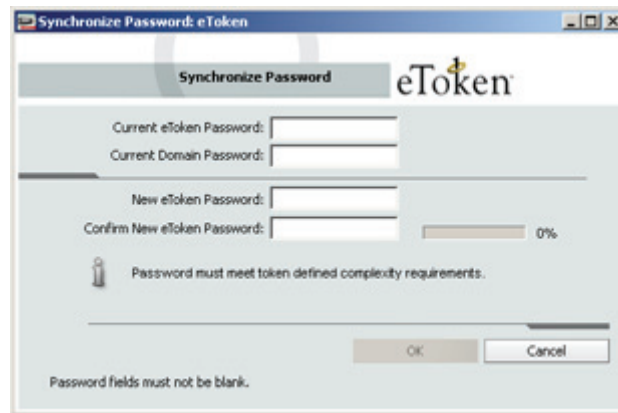 Synchronize Password: eToken
Synchronize Password
eToken
Current eToken Password:
Current Domain Password:
New eToken Password:
Confirm New eToken Password:
0%
Password must meet token defined complexity requirements.
OK
Cancel
Password fields must not be blank.